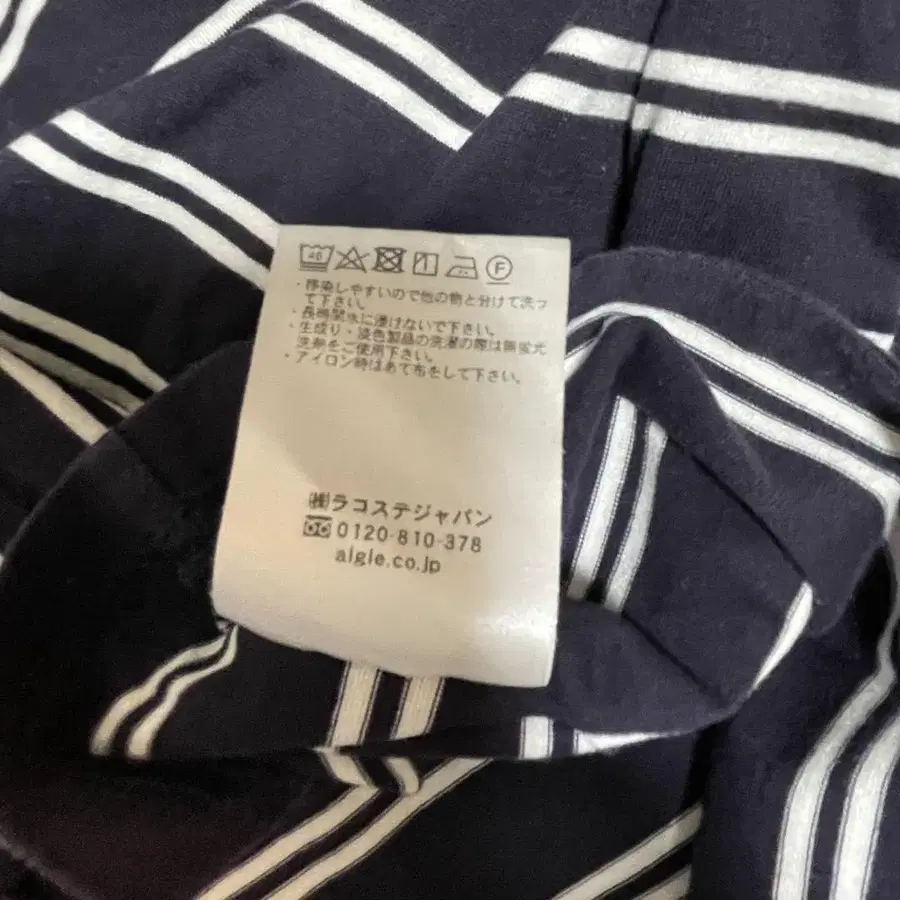 40 F
・移染しやすいので他の物と分けて洗っ
て下さい。
・長時間水に漬けないで下さい。
・生成り・淡色製品の洗濯の際は無蛍光
洗剤をご使用下さい。
・アイロン時はあて布をして下さい。
㈱ラコステジャパン
0120-810-378
aigle.co.jp